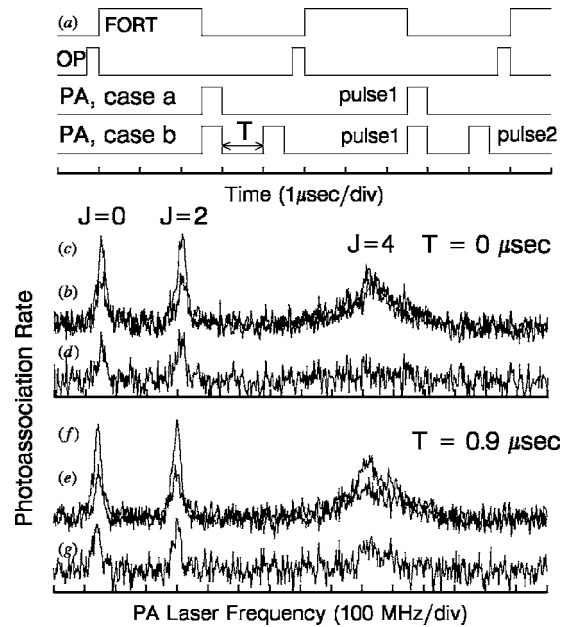 (a) FORT
OP
PA, case a pulse1
PA, case b T pulse1 pulse2
Time (1μsec/div)
J=0 J=2 J=4 T = 0 μsec
(c)
(b)
(d)
(f) T = 0.9 μsec
(e)
(g)
Photoassociation Rate
PA Laser Frequency (100 MHz/div)